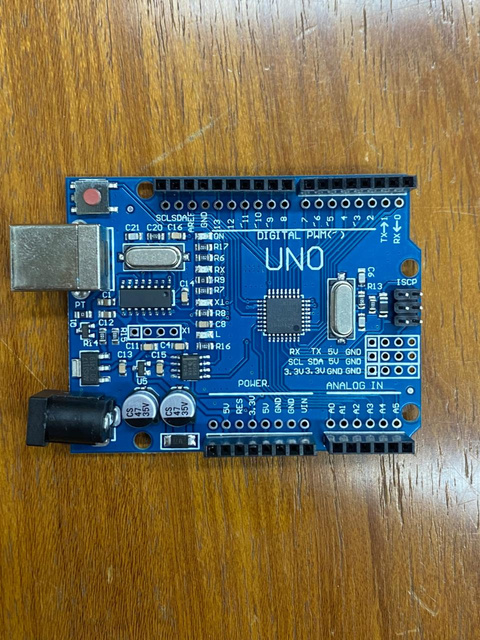 SCL SDA AREF GND 13 12 11 10 9 8 7 6 5 4 3 2 TX→1 RX←0
DIGITAL PWM(~)
C21 C20 C16
ON
R17
R6
RX
R9
R7
R8
C8
L
R16
UNO
C6
R13
ISCP
C14
PT
C1
C12
R14
X1
C11 C4
C13 C15
U5
RX TX 5V GND
SCL SDA 5V GND
3.3V 3.3V GND GND
POWER
ANALOG IN
5V RES 3.3V 5V GND GND VIN
A0 A1 A2 A3 A4 A5
CS
47
35V
CS
47
35V